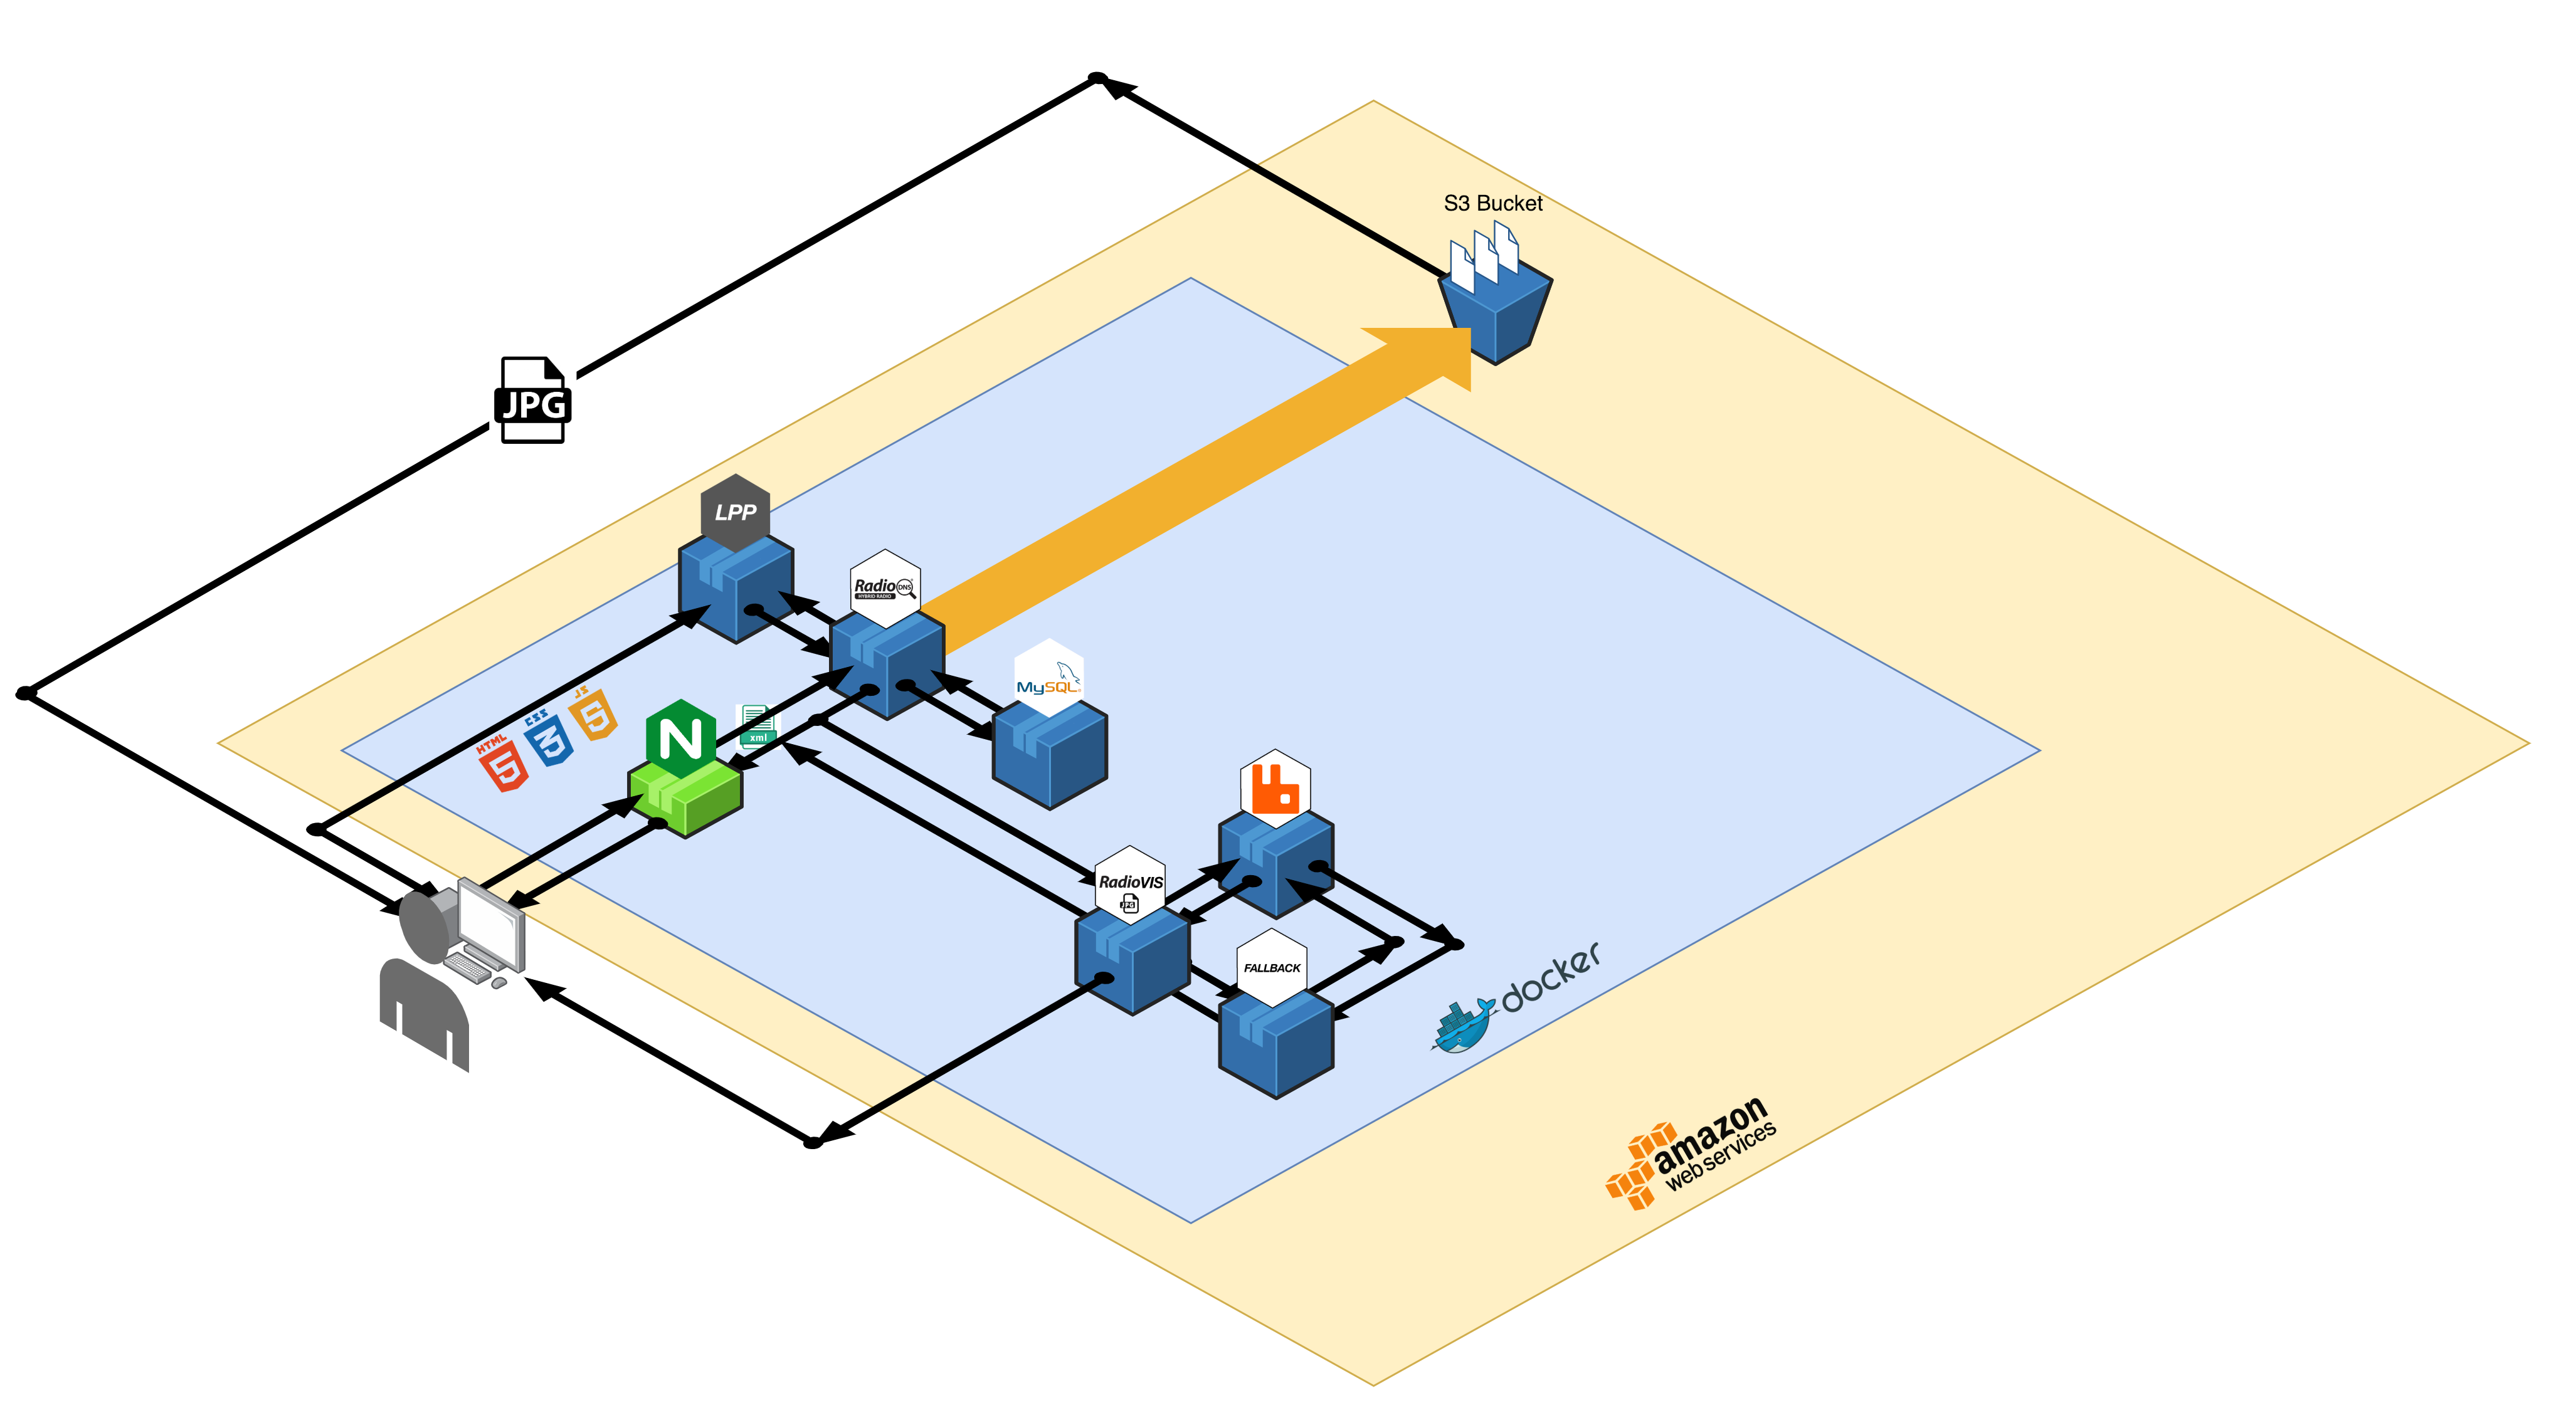 S3 Bucket
JPG
LPP
Radio DNS
HYBRID RADIO
MySQL
JS
CSS
HTML
3
5
5
N
xml
RadioVIS
JPG
FALLBACK
docker
amazon
web services